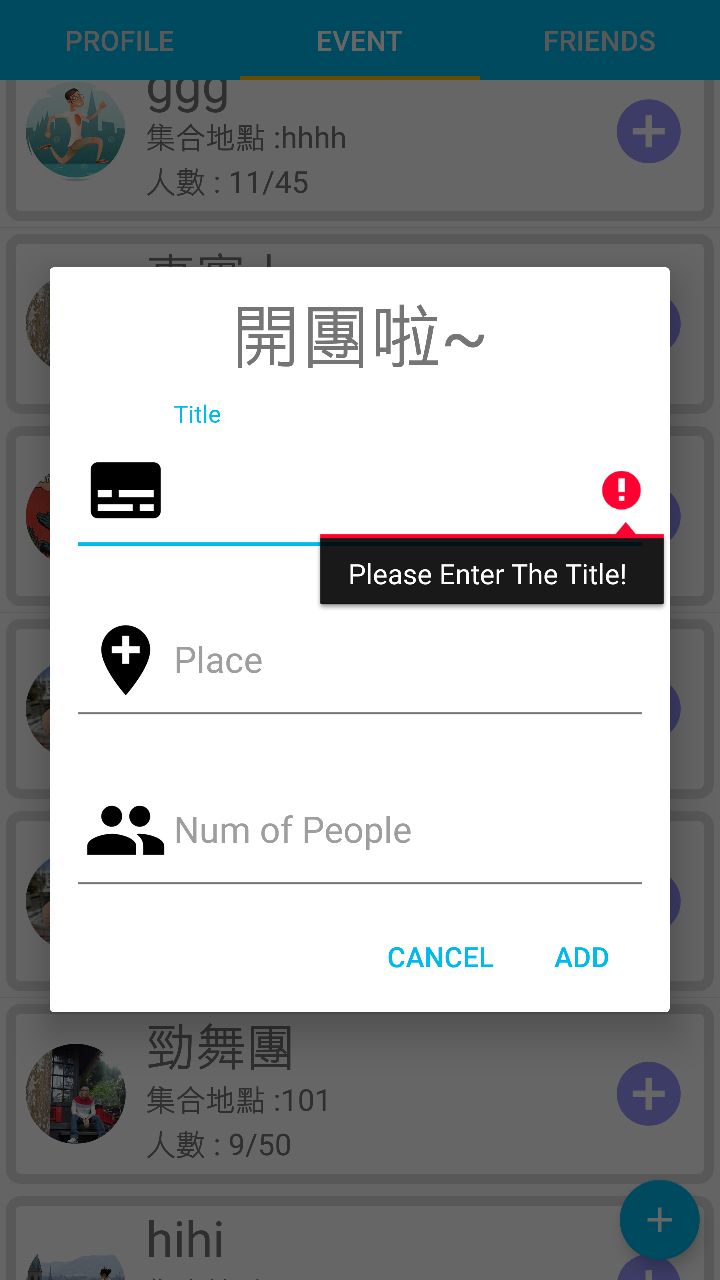 PROFILE EVENT FRIENDS
ggg
集合地點 :hhhh
人數 : 11/45
開團啦~
Title
Please Enter The Title!
Place
Num of People
CANCEL ADD
勁舞團
集合地點 :101
人數 : 9/50
hihi